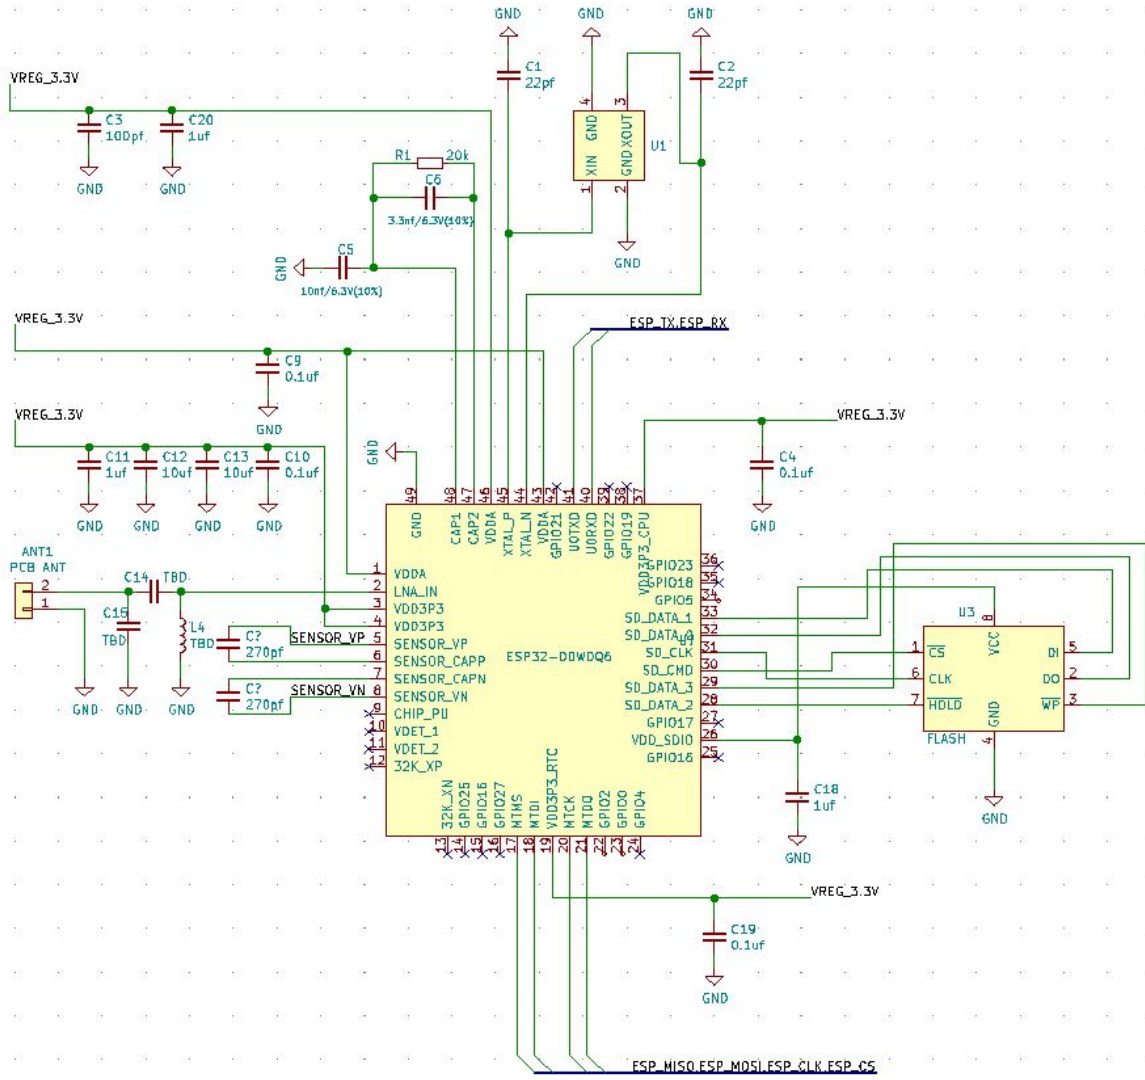 GND
GND
GND
C1
22pf
C2
22pf
VREG_3.3V
C3
100pf
C20
1uf
GND
GND
4
3
GND
XOUT
XIN
GND
U1
1
2
GND
R1
20k
C6
3.3nf/6.3V(10%)
GND
C5
10nf/6.3V(10%)
VREG_3.3V
ESP_TX,ESP_RX
C9
0.1uf
GND
VREG_3.3V
VREG_3.3V
C11
1uf
C12
10uf
C13
10uf
C10
0.1uf
GND
GND
GND
GND
GND
C4
0.1uf
GND
49
48
47
46
45
44
43
42
41
40
39
38
37
GND
CAP1
CAP2
VDDA
XTAL_P
XTAL_N
VDDA
GPIO21
U0TXD
U0RXD
GPIO22
GPIO19
VDD3P3_CPU
ANT1
PCB ANT
2
1
C14
TBD
C15
TBD
L4
TBD
GND
GND
GND
C?
270pf
C?
270pf
SENSOR_VP
SENSOR_VN
1
VDDA
2
LNA_IN
3
VDD3P3
4
VDD3P3
5
SENSOR_VP
6
SENSOR_CAPP
7
SENSOR_CAPN
8
SENSOR_VN
9
CHIP_PU
10
VDET_1
11
VDET_2
12
32K_XP
ESP32-D0WDQ6
GPIO23
36
GPIO18
35
GPIO5
34
SD_DATA_1
33
SD_DATA_0
32
SD_CLK
31
SD_CMD
30
SD_DATA_3
29
SD_DATA_2
28
GPIO17
27
VDD_SDIO
26
GPIO16
25
U3
8
VCC
1
CS
6
CLK
7
HOLD
DI
5
DO
2
WP
3
GND
4
FLASH
GND
C18
1uf
GND
32K_XN
GPIO25
GPIO16
GPIO27
MTMS
MTDI
VDD3P3_RTC
MTCK
MTDO
GPIO2
GPIO0
GPIO4
13
14
15
16
17
18
19
20
21
22
23
24
VREG_3.3V
C19
0.1uf
GND
ESP_MISO,ESP_MOSI,ESP_CLK,ESP_CS